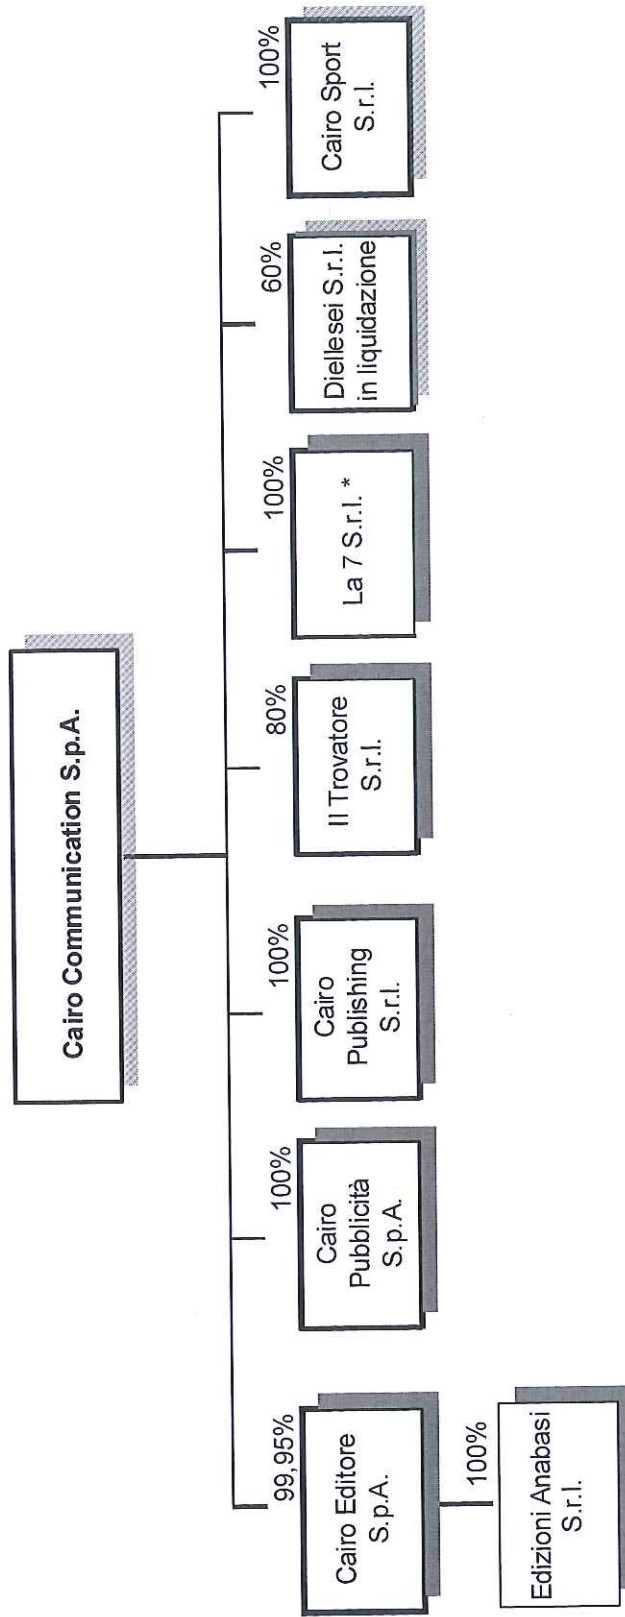 Cairo Communication S.p.A.
99,95%
Cairo Editore
S.p.A.
100%
Cairo
Pubblicità
S.p.A.
100%
Cairo
Publishing
S.r.l.
80%
Il Trovatore
S.r.l.
100%
La 7 S.r.l. *
60%
Diellesei S.r.l.
in liquidazione
100%
Cairo Sport
S.r.l.
100%
Edizioni Anabasi
S.r.l.